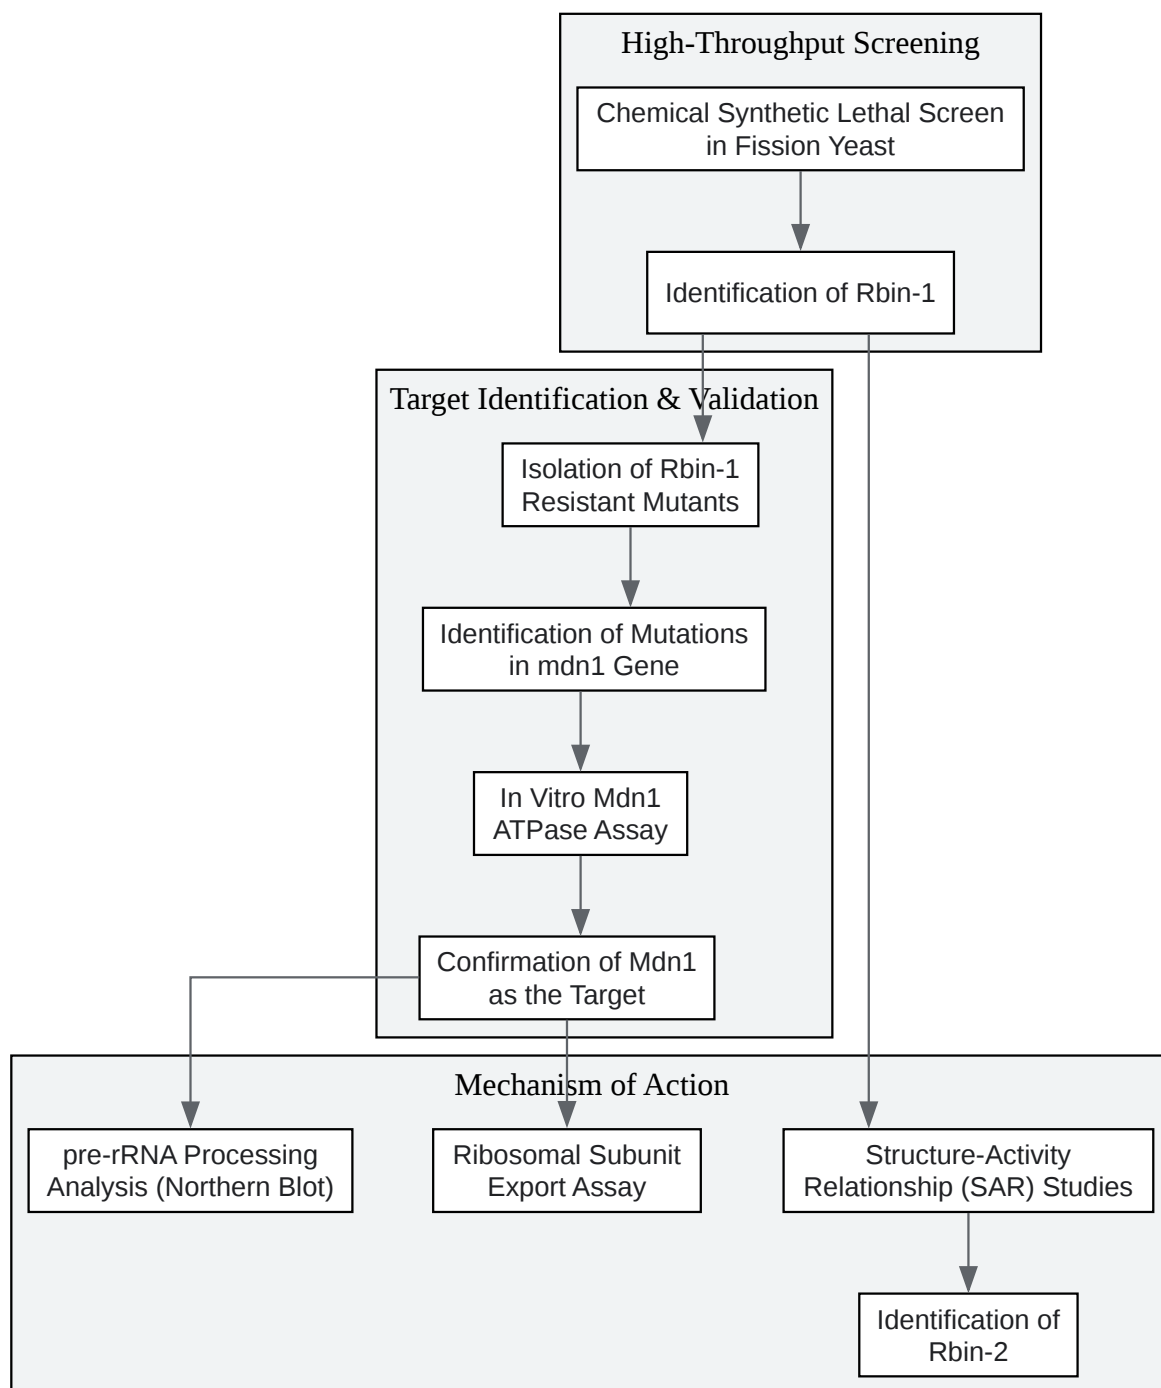 High-Throughput Screening
Chemical Synthetic Lethal Screen
in Fission Yeast
Identification of Rbin-1
Target Identification & Validation
Isolation of Rbin-1
Resistant Mutants
Identification of Mutations
in mdn1 Gene
In Vitro Mdn1
ATPase Assay
Confirmation of Mdn1
as the Target
Mechanism of Action
pre-rRNA Processing
Analysis (Northern Blot)
Ribosomal Subunit
Export Assay
Structure-Activity
Relationship (SAR) Studies
Identification of
Rbin-2